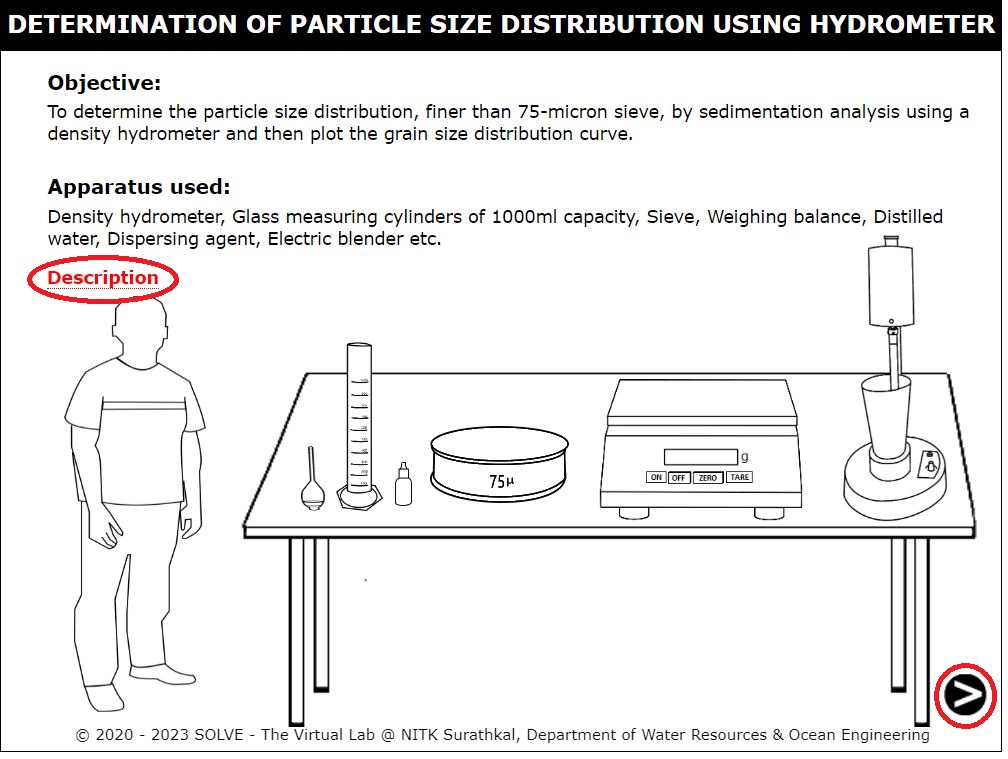 DETERMINATION OF PARTICLE SIZE DISTRIBUTION USING HYDROMETER
Objective:
To determine the particle size distribution, finer than 75-micron sieve, by sedimentation analysis using a
density hydrometer and then plot the grain size distribution curve.
Apparatus used:
Density hydrometer, Glass measuring cylinders of 1000ml capacity, Sieve, Weighing balance, Distilled
water, Dispersing agent, Electric blender etc.
Description
75µ
g
ON OFF ZERO TARE
>
© 2020 - 2023 SOLVE - The Virtual Lab @ NITK Surathkal, Department of Water Resources & Ocean Engineering